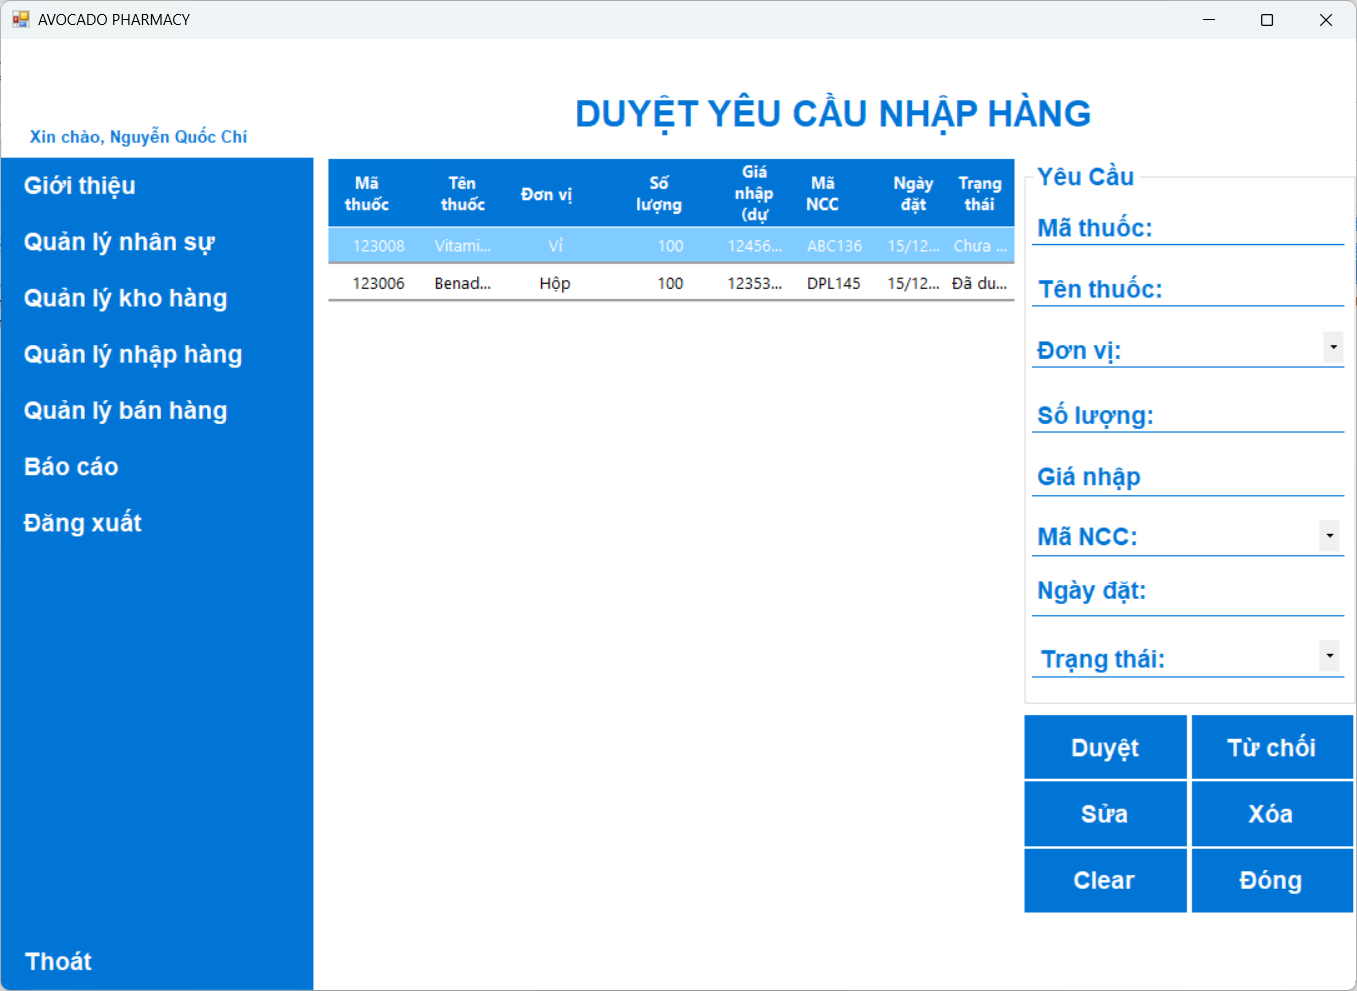 AVOCADO PHARMACY
DUYỆT YÊU CẦU NHẬP HÀNG
Xin chào, Nguyễn Quốc Chí
Giới thiệu
Quản lý nhân sự
Quản lý kho hàng
Quản lý nhập hàng
Quản lý bán hàng
Báo cáo
Đăng xuất
Thoát
Mã thuốc Tên thuốc Đơn vị Số lượng Giá nhập (dự Mã NCC Ngày đặt Trạng thái
123008 Vitami... Vỉ 100 12456... ABC136 15/12... Chưa ...
123006 Benad... Hộp 100 12353... DPL145 15/12... Đã du...
Yêu Cầu
Mã thuốc:
Tên thuốc:
Đơn vị:
Số lượng:
Giá nhập
Mã NCC:
Ngày đặt:
Trạng thái:
Duyệt Từ chối
Sửa Xóa
Clear Đóng